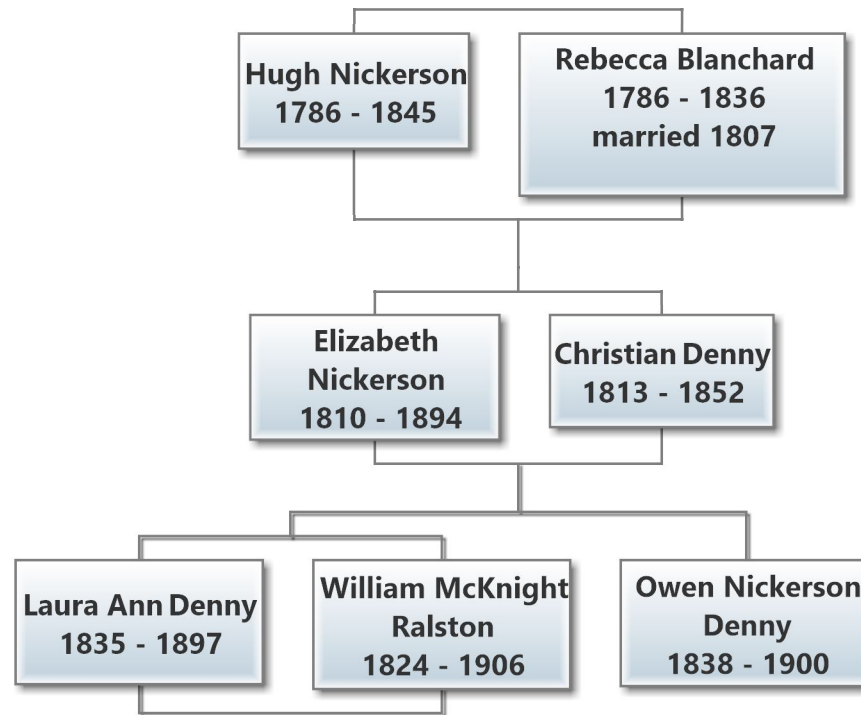 Hugh Nickerson
1786 - 1845
Rebecca Blanchard
1786 - 1836
married 1807
Elizabeth
Nickerson
1810 - 1894
Christian Denny
1813 - 1852
Laura Ann Denny
1835 - 1897
William McKnight
Ralston
1824 - 1906
Owen Nickerson
Denny
1838 - 1900